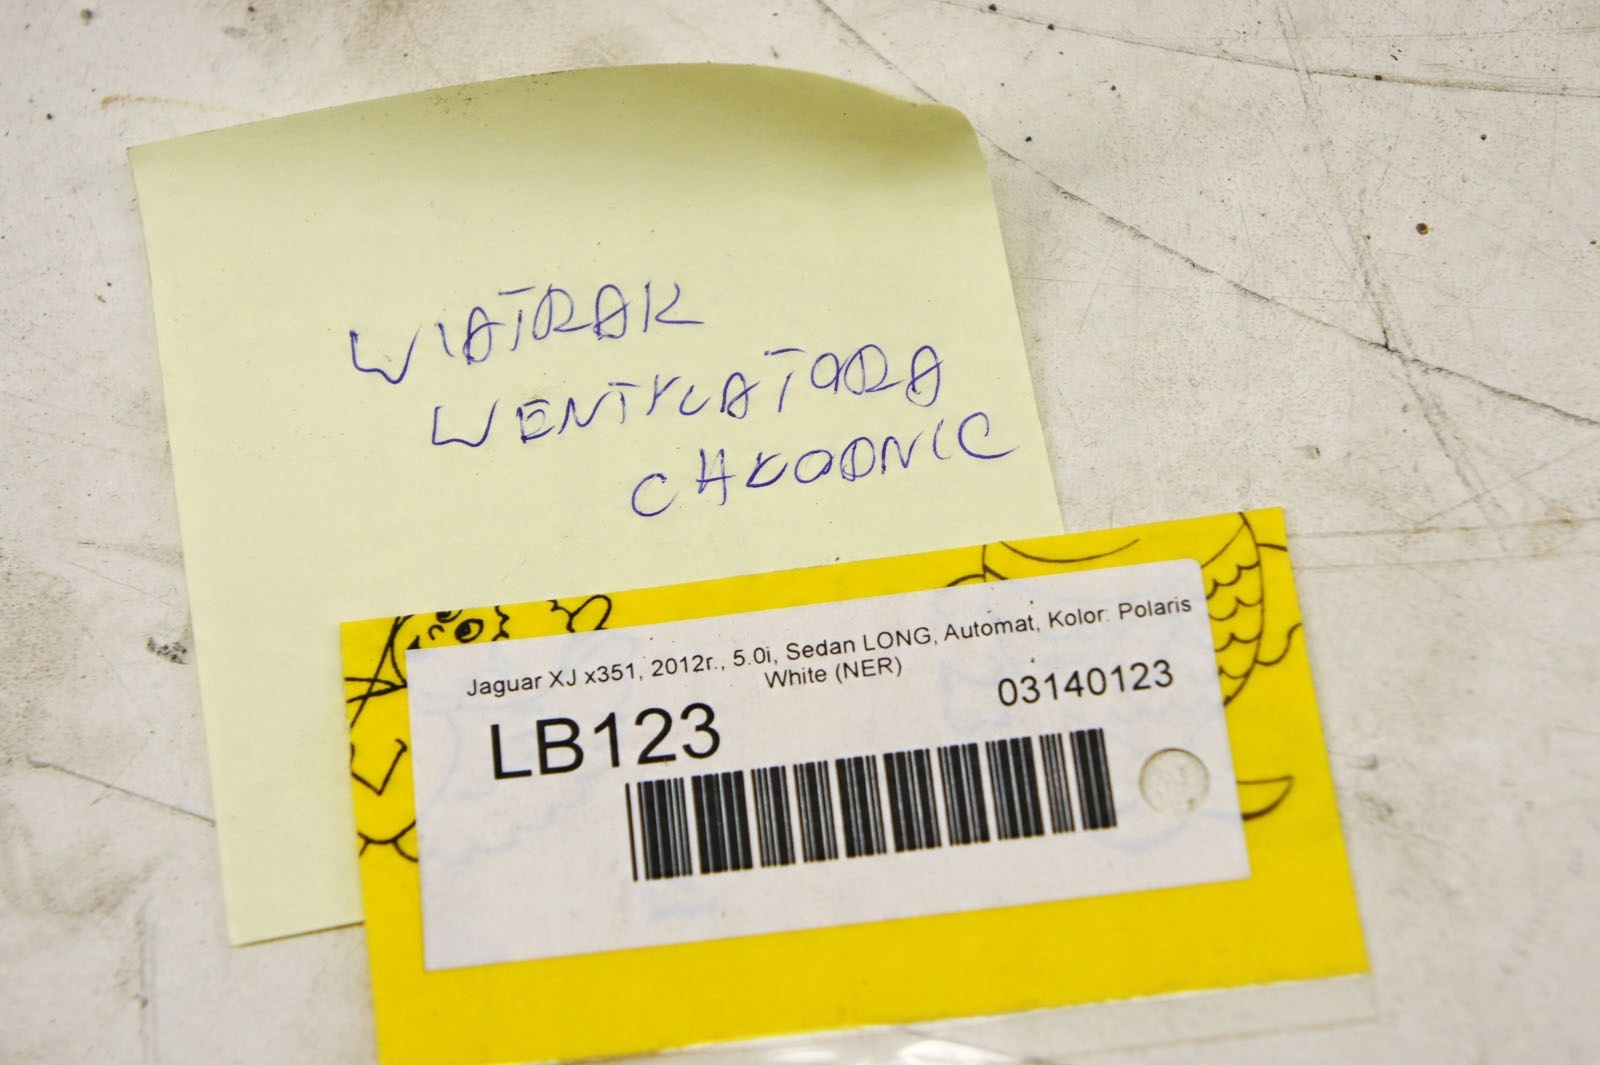 WIATRAK
WENTYLATORA
CHŁODNIC
Jaguar XJ x351, 2012r., 5.0i, Sedan LONG, Automat, Kolor: Polaris
White (NER)
LB123
03140123